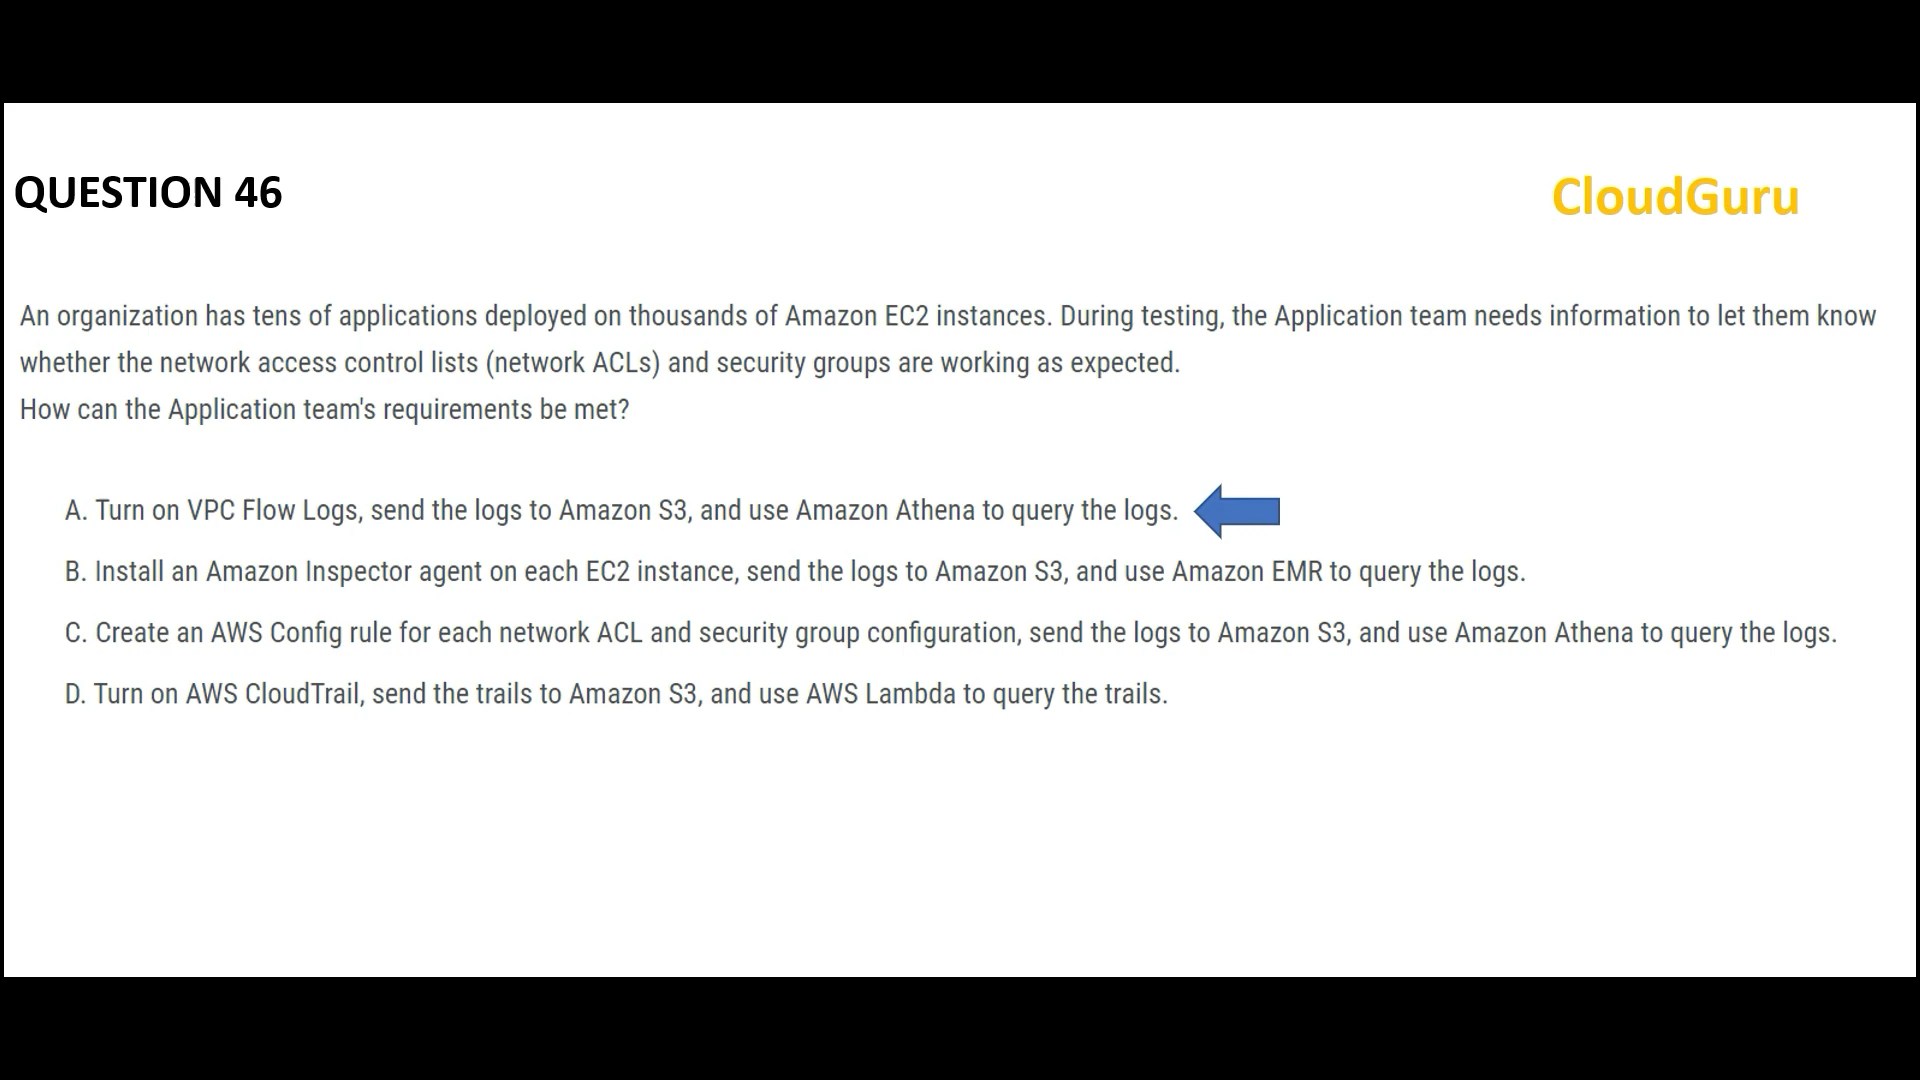 QUESTION 46
CloudGuru
An organization has tens of applications deployed on thousands of Amazon EC2 instances. During testing, the Application team needs information to let them know
whether the network access control lists (network ACLs) and security groups are working as expected.
How can the Application team's requirements be met?
A. Turn on VPC Flow Logs, send the logs to Amazon S3, and use Amazon Athena to query the logs.
B. Install an Amazon Inspector agent on each EC2 instance, send the logs to Amazon S3, and use Amazon EMR to query the logs.
C. Create an AWS Config rule for each network ACL and security group configuration, send the logs to Amazon S3, and use Amazon Athena to query the logs.
D. Turn on AWS CloudTrail, send the trails to Amazon S3, and use AWS Lambda to query the trails.